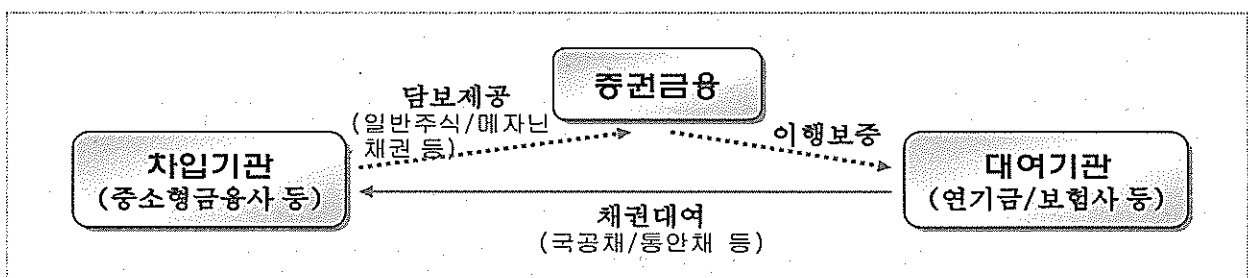 증권금융
담보제공
(일반주식/메자닌
채권 등)
이행보증
차입기관
(중소형금융사 등)
대여기관
(연기금/보험사 등)
채권대여
(국공채/통안채 등)